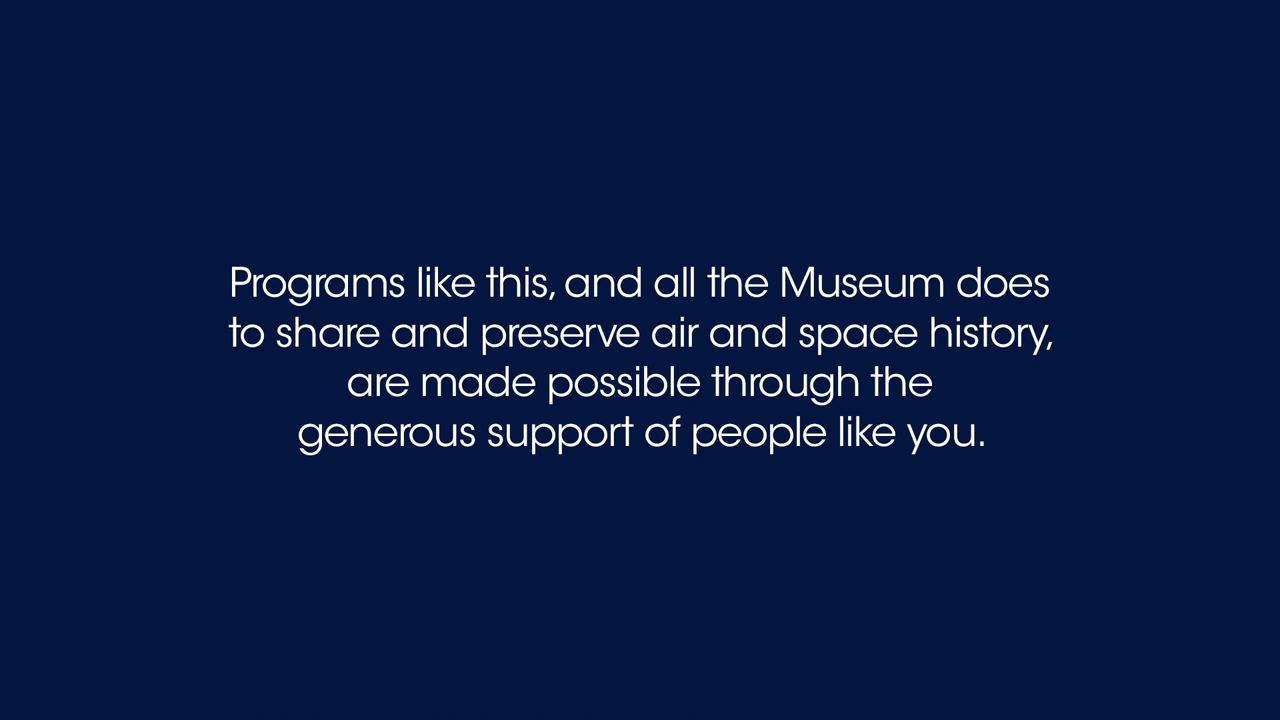 Programs like this, and all the Museum does
to share and preserve air and space history,
are made possible through the
generous support of people like you.